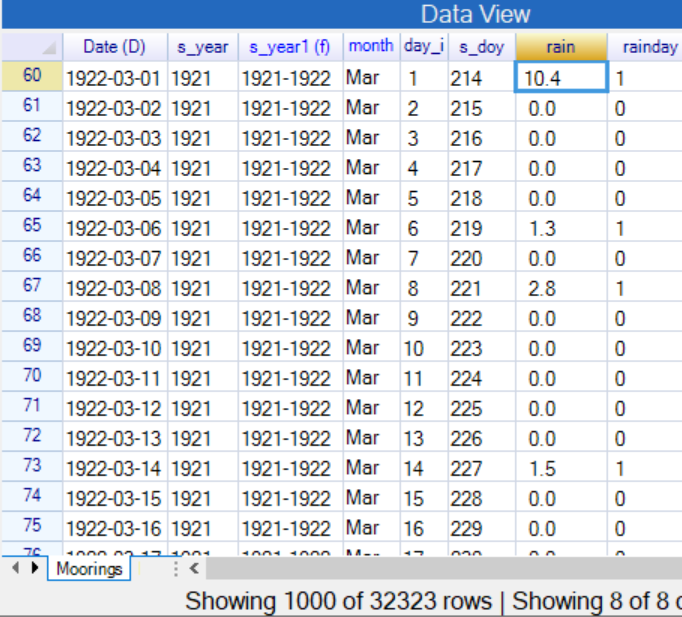 Data View
Date (D) s_year s_year1 (f) month day_i s_doy rain rainday
60 1922-03-01 1921 1921-1922 Mar 1 214 10.4 1
61 1922-03-02 1921 1921-1922 Mar 2 215 0.0 0
62 1922-03-03 1921 1921-1922 Mar 3 216 0.0 0
63 1922-03-04 1921 1921-1922 Mar 4 217 0.0 0
64 1922-03-05 1921 1921-1922 Mar 5 218 0.0 0
65 1922-03-06 1921 1921-1922 Mar 6 219 1.3 1
66 1922-03-07 1921 1921-1922 Mar 7 220 0.0 0
67 1922-03-08 1921 1921-1922 Mar 8 221 2.8 1
68 1922-03-09 1921 1921-1922 Mar 9 222 0.0 0
69 1922-03-10 1921 1921-1922 Mar 10 223 0.0 0
70 1922-03-11 1921 1921-1922 Mar 11 224 0.0 0
71 1922-03-12 1921 1921-1922 Mar 12 225 0.0 0
72 1922-03-13 1921 1921-1922 Mar 13 226 0.0 0
73 1922-03-14 1921 1921-1922 Mar 14 227 1.5 1
74 1922-03-15 1921 1921-1922 Mar 15 228 0.0 0
75 1922-03-16 1921 1921-1922 Mar 16 229 0.0 0
Moorings
Showing 1000 of 32323 rows | Showing 8 of 8